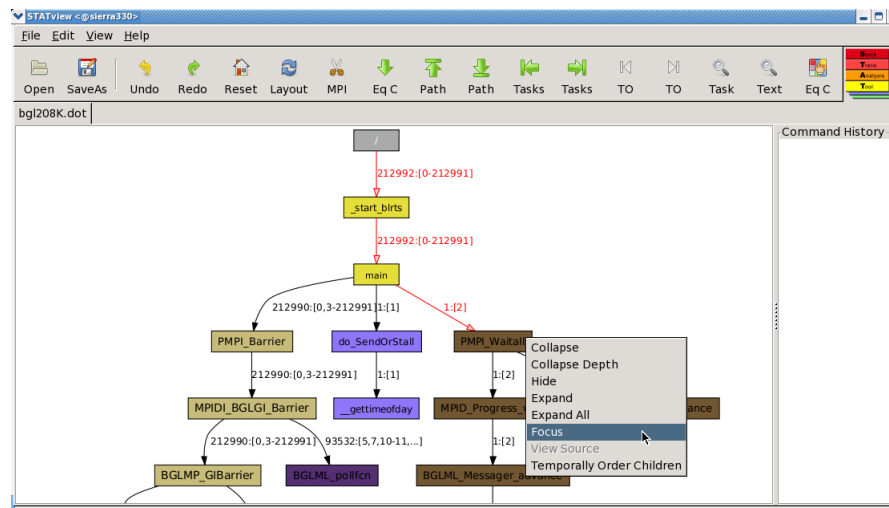 STATview <@sierra330>
File Edit View Help
Open SaveAs Undo Redo Reset Layout MPI Eq C Path Path Tasks Tasks TO TO Task Text Eq C
Stack
Trace
Analysis
Tool
bgl208K.dot
Command History
/
212992:[0-212991]
_start_blrts
212992:[0-212991]
main
212990:[0,3-212991] 1:[1] 1:[2]
PMPI_Barrier do_SendOrStall PMPI_Waitall
212990:[0,3-212991] 1:[1] 1:[2]
MPIDI_BGLGI_Barrier __gettimeofday MPID_Progress_ ance
212990:[0,3-212991] 93532:[5,7,10-11,...] 1:[2]
BGLMP_GIBarrier BGLML_pollfcn BGLML_Messager_advance
Collapse
Collapse Depth
Hide
Expand
Expand All
Focus
View Source
Temporally Order Children